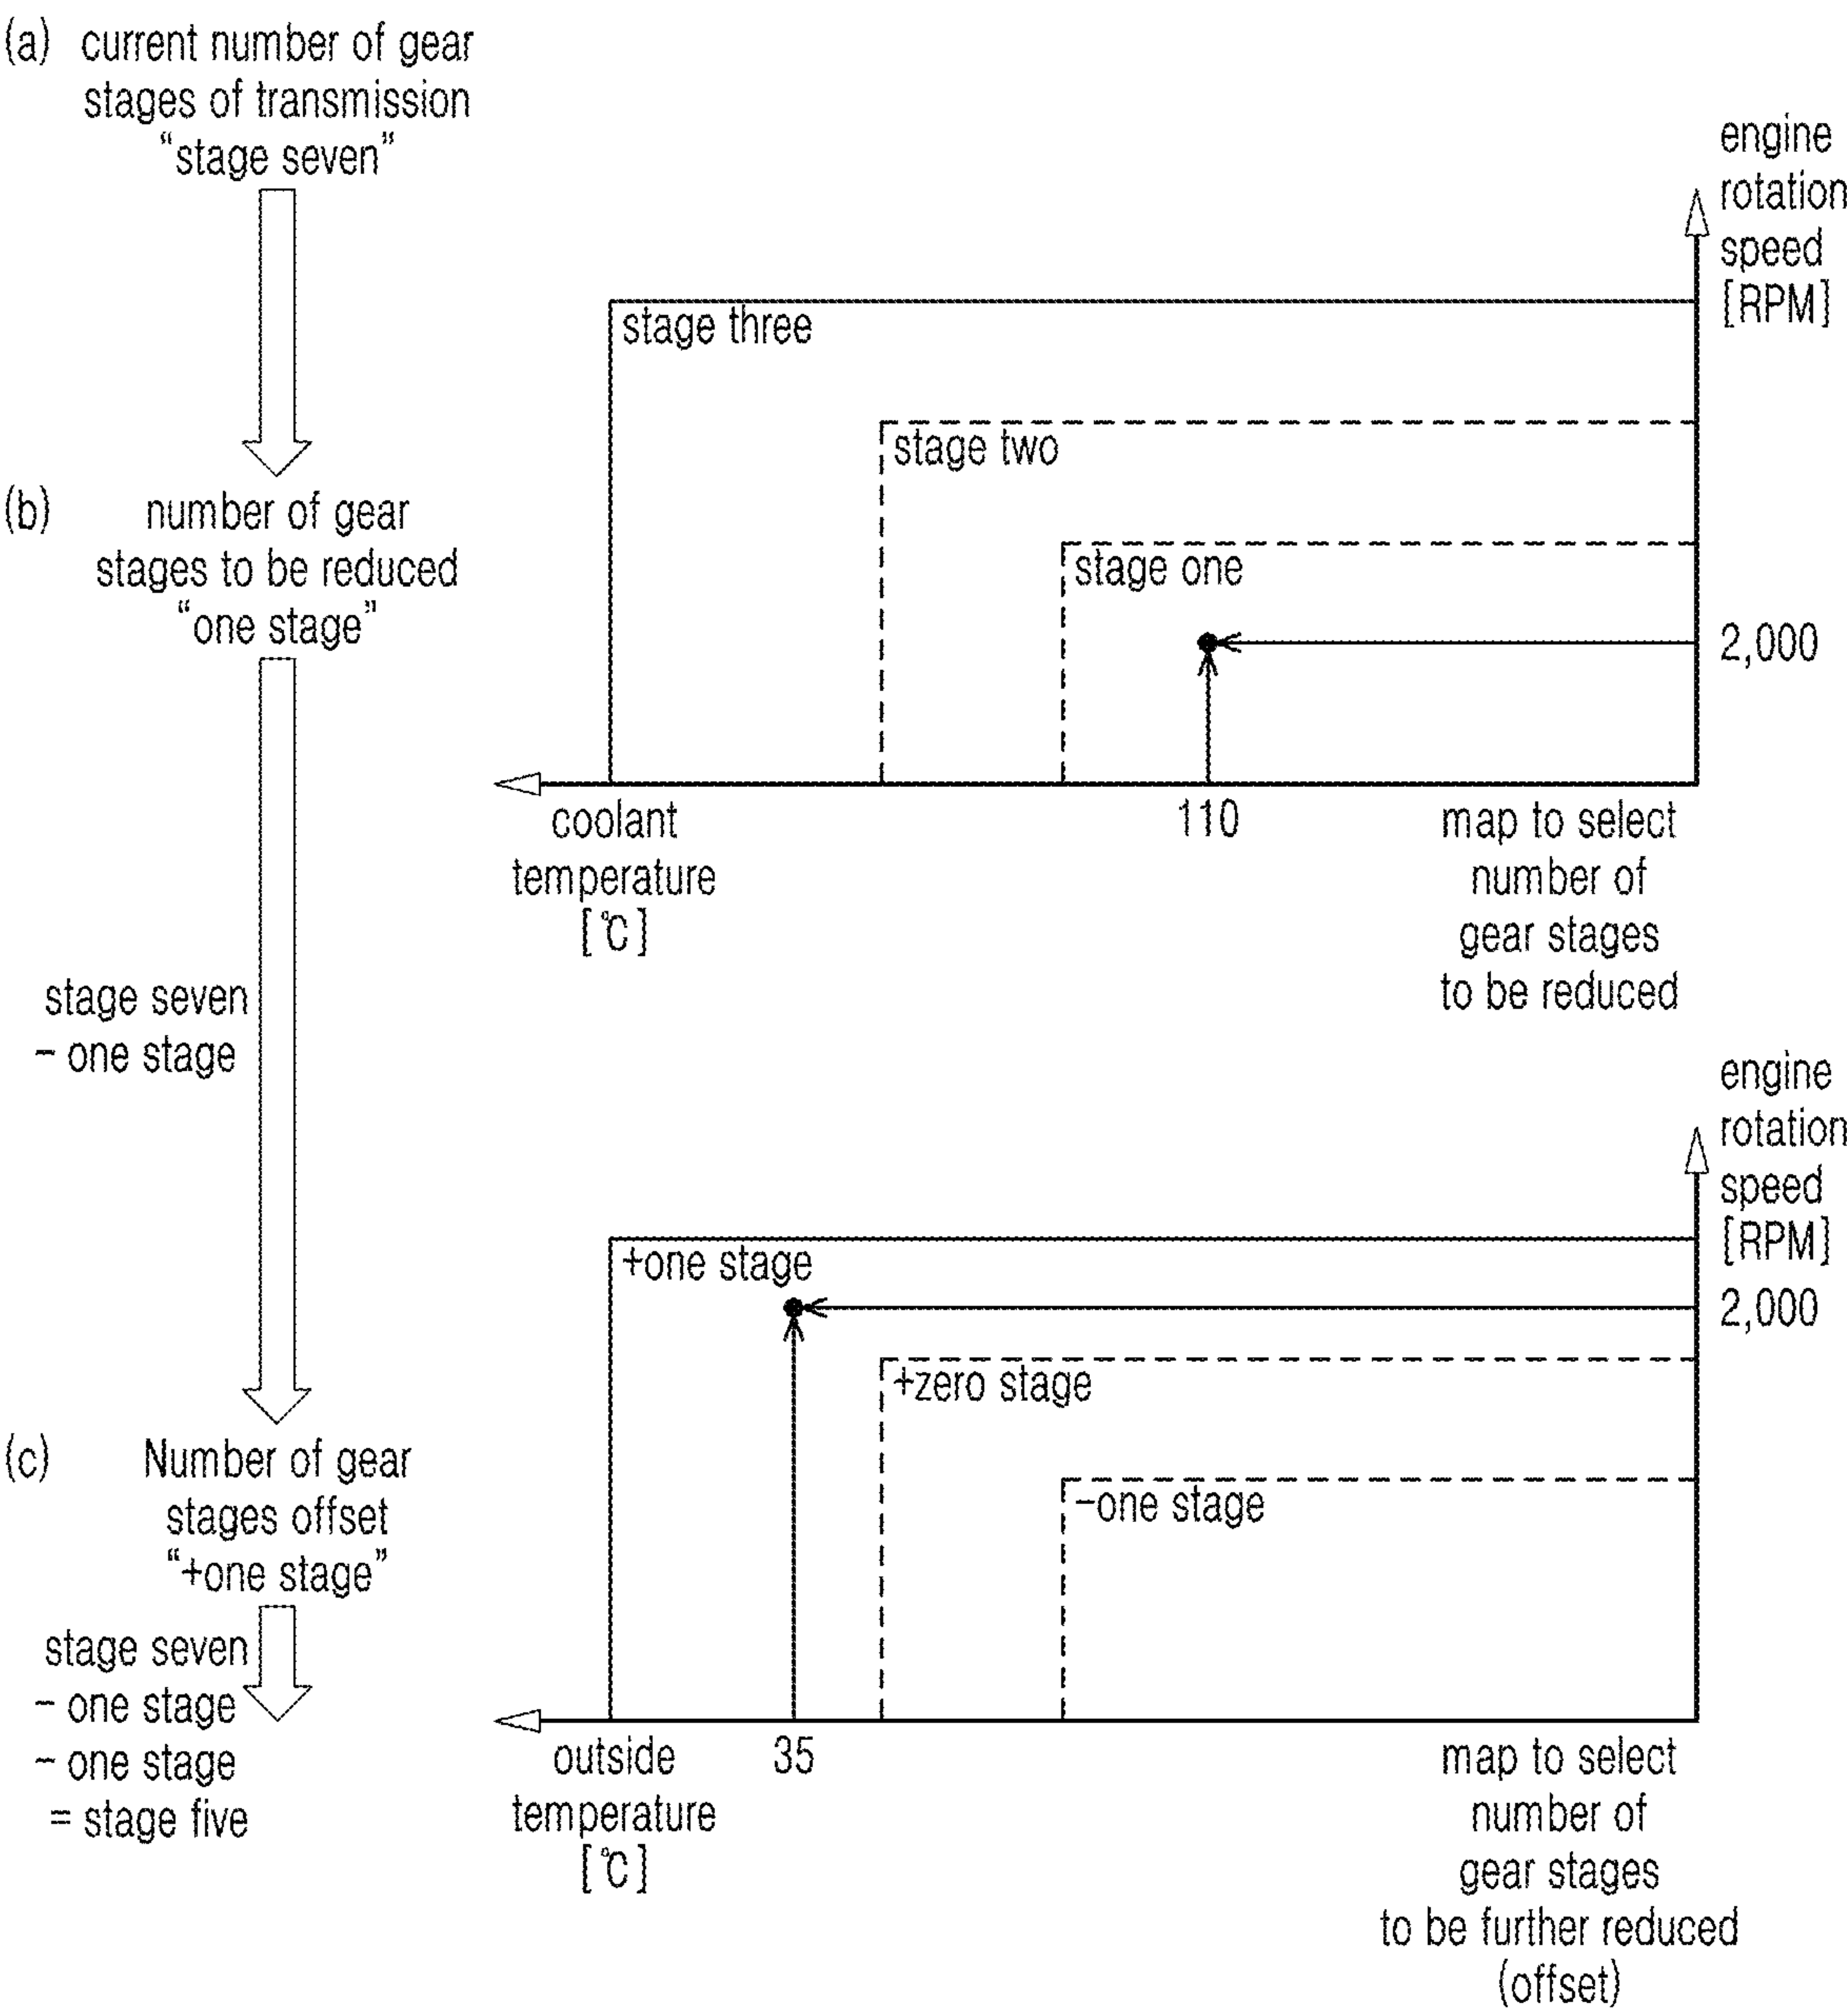 (a) current number of gear
stages of transmission
“stage seven”
engine
rotation
speed
[RPM]
stage three
stage two
stage one
2,000
(b) number of gear
stages to be reduced
“one stage”
coolant
temperature
[℃]
110
map to select
number of
gear stages
to be reduced
stage seven
− one stage
engine
rotation
speed
[RPM]
2,000
+one stage
+zero stage
−one stage
(c) Number of gear
stages offset
“+one stage”
stage seven
− one stage
− one stage
= stage five
outside
temperature
[℃]
35
map to select
number of
gear stages
to be further reduced
(offset)